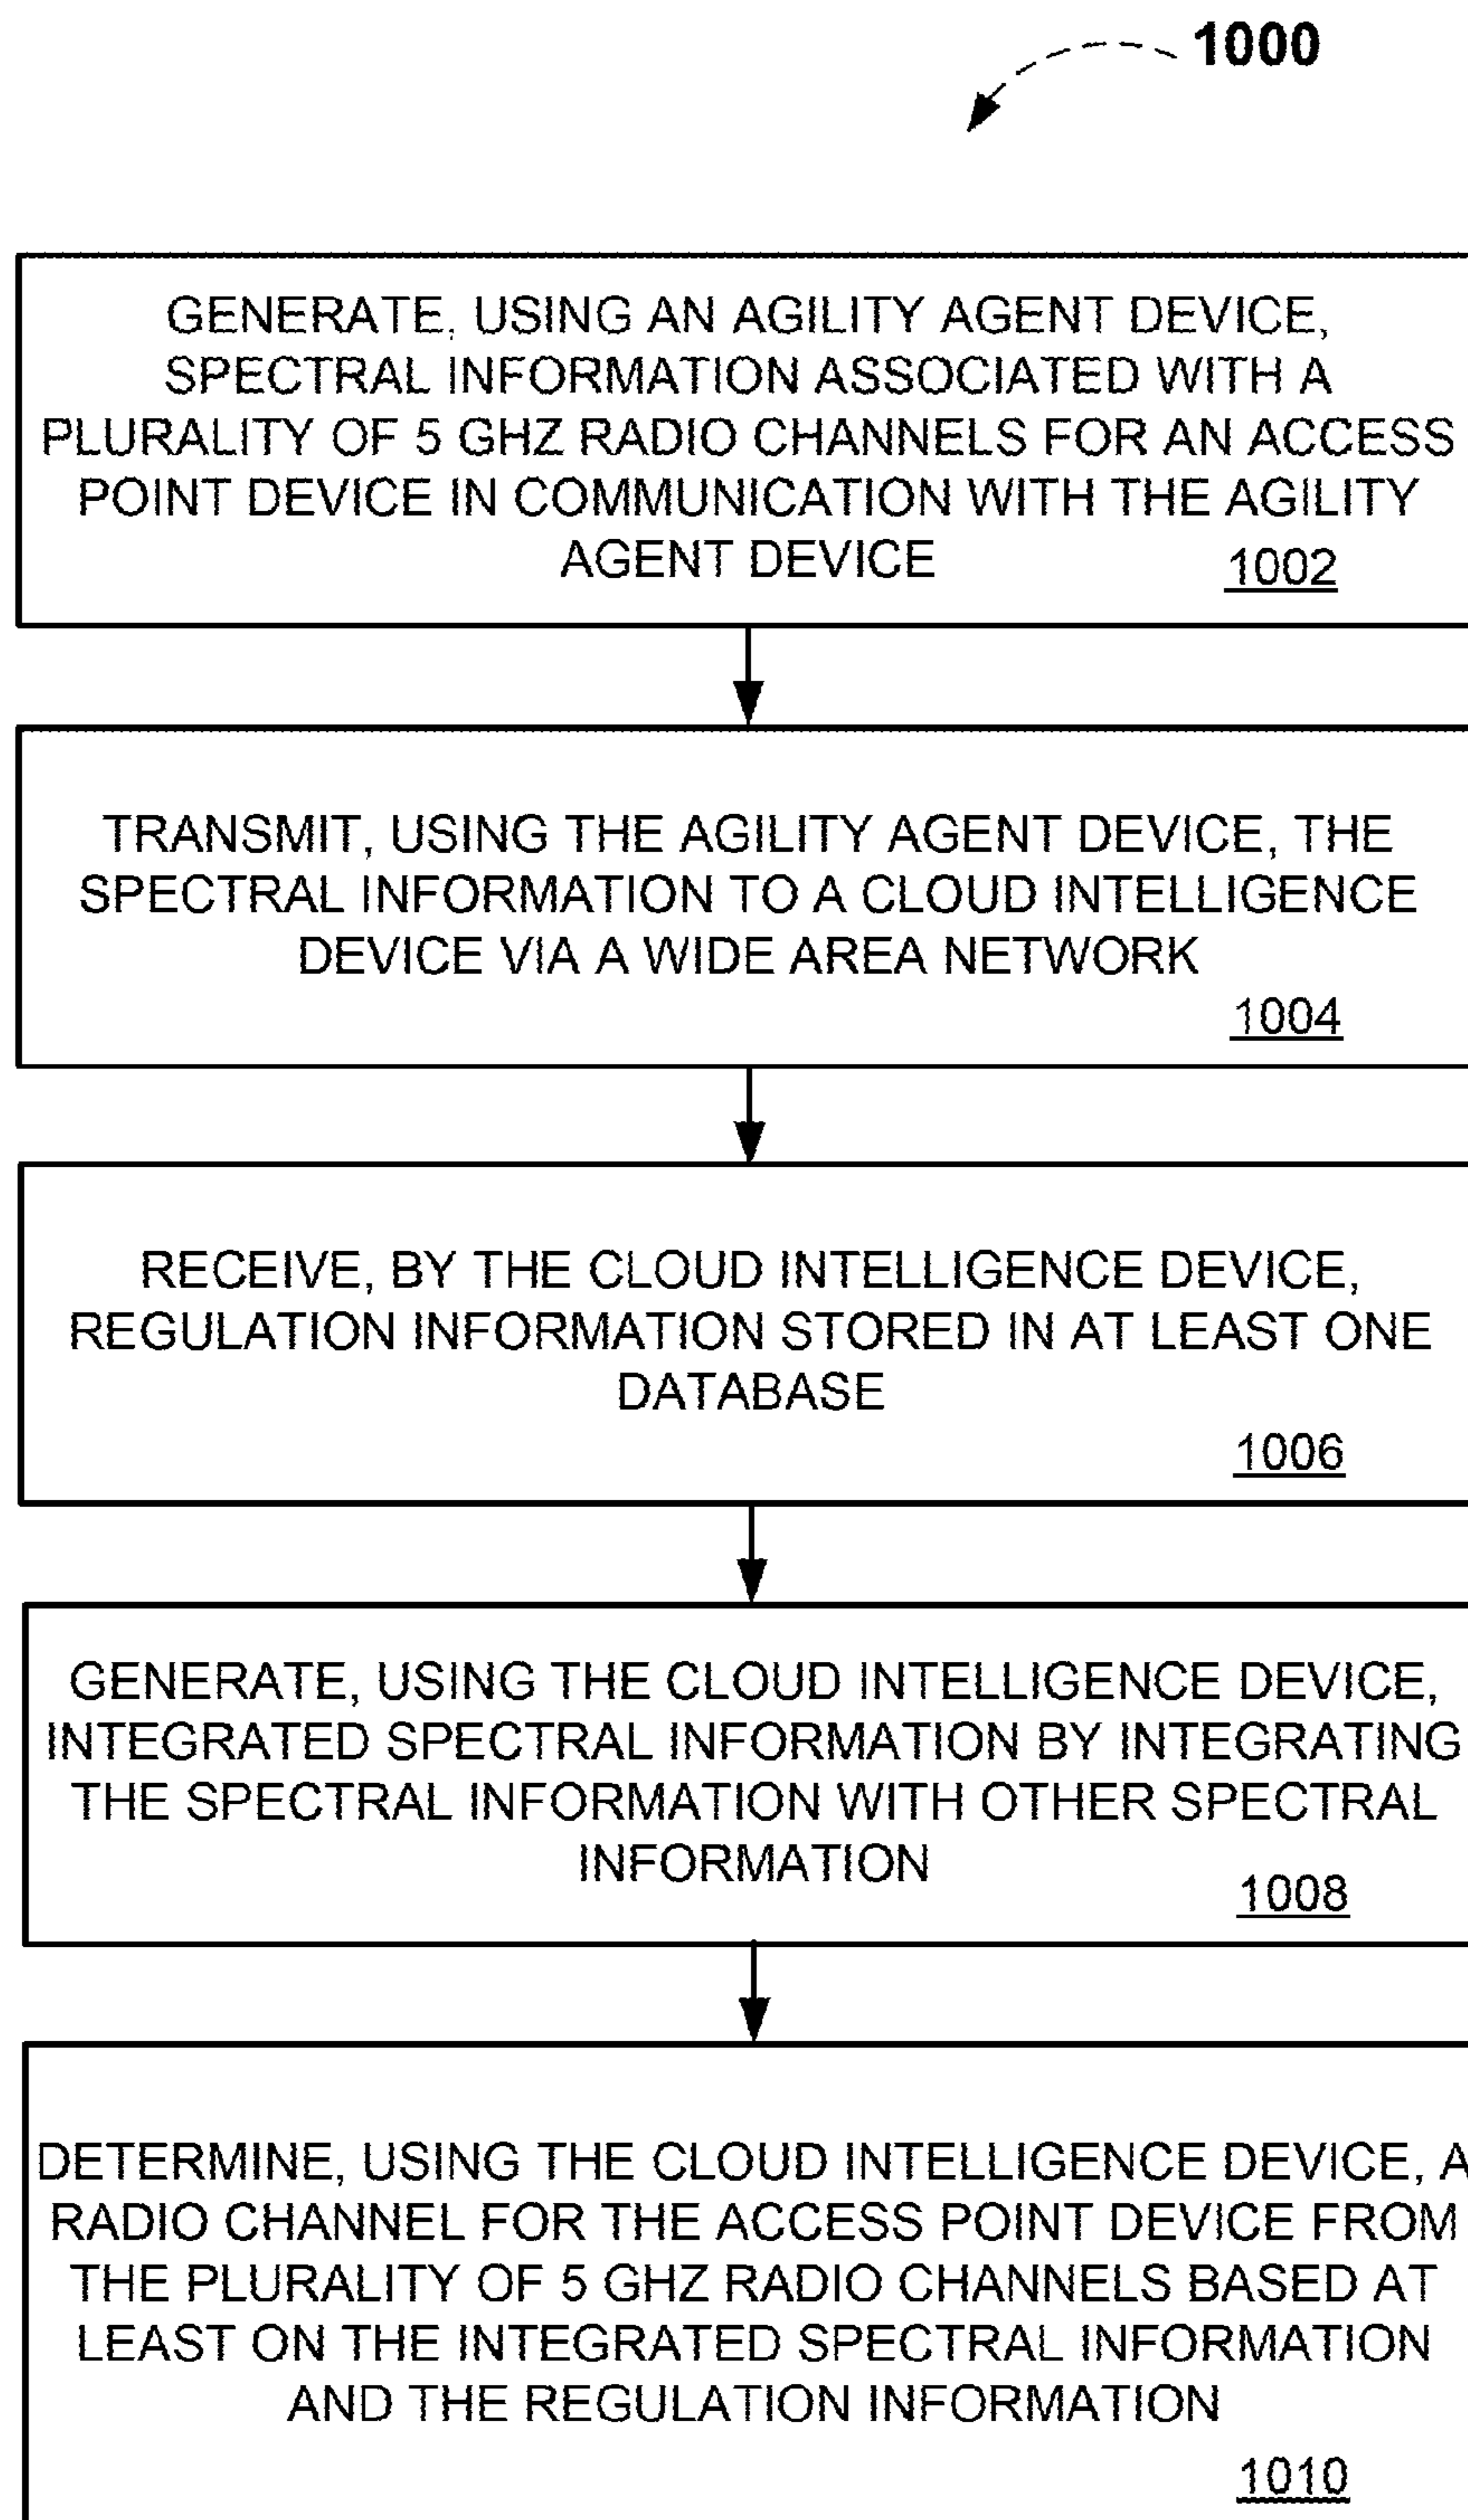 1000
GENERATE, USING AN AGILITY AGENT DEVICE,
SPECTRAL INFORMATION ASSOCIATED WITH A
PLURALITY OF 5 GHZ RADIO CHANNELS FOR AN ACCESS
POINT DEVICE IN COMMUNICATION WITH THE AGILITY
AGENT DEVICE
1002
TRANSMIT, USING THE AGILITY AGENT DEVICE, THE
SPECTRAL INFORMATION TO A CLOUD INTELLIGENCE
DEVICE VIA A WIDE AREA NETWORK
1004
RECEIVE, BY THE CLOUD INTELLIGENCE DEVICE,
REGULATION INFORMATION STORED IN AT LEAST ONE
DATABASE
1006
GENERATE, USING THE CLOUD INTELLIGENCE DEVICE,
INTEGRATED SPECTRAL INFORMATION BY INTEGRATING
THE SPECTRAL INFORMATION WITH OTHER SPECTRAL
INFORMATION
1008
DETERMINE, USING THE CLOUD INTELLIGENCE DEVICE, A
RADIO CHANNEL FOR THE ACCESS POINT DEVICE FROM
THE PLURALITY OF 5 GHZ RADIO CHANNELS BASED AT
LEAST ON THE INTEGRATED SPECTRAL INFORMATION
AND THE REGULATION INFORMATION
1010